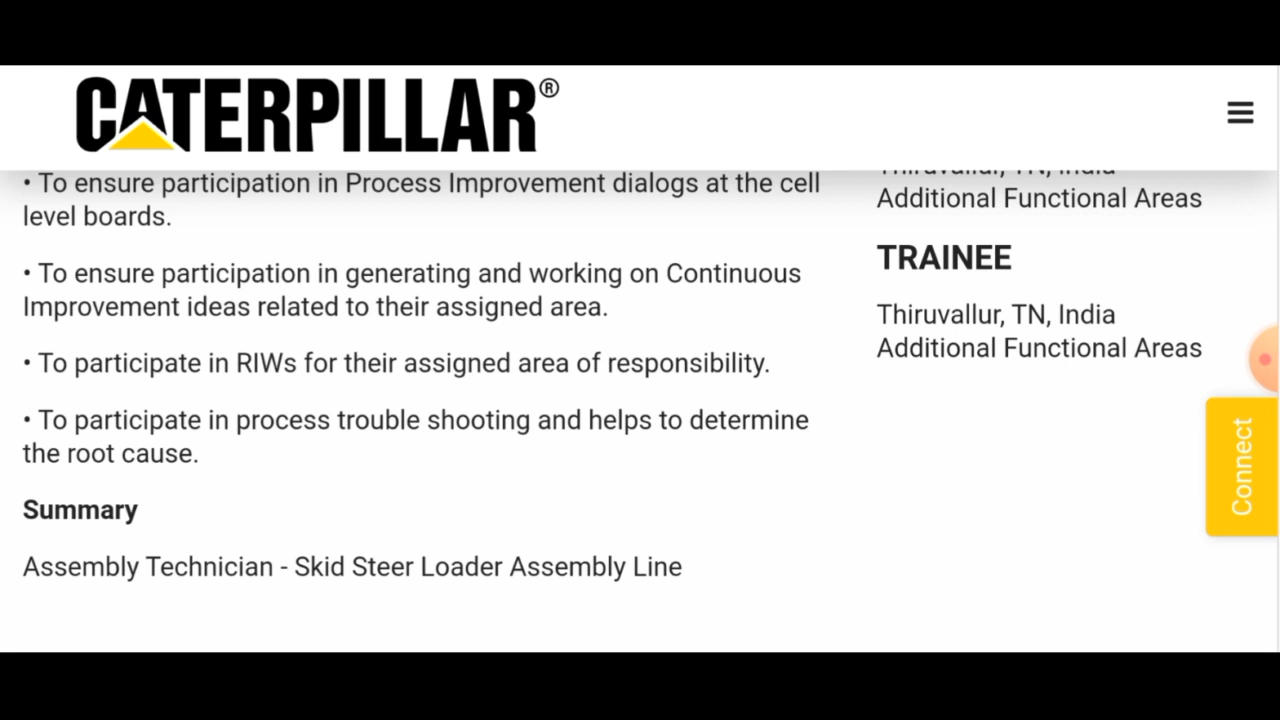 CATERPILLAR®
• To ensure participation in Process Improvement dialogs at the cell
level boards.
• To ensure participation in generating and working on Continuous
Improvement ideas related to their assigned area.
• To participate in RIWs for their assigned area of responsibility.
• To participate in process trouble shooting and helps to determine
the root cause.
Summary
Assembly Technician - Skid Steer Loader Assembly Line
Thiruvallur, TN, India
Additional Functional Areas
TRAINEE
Thiruvallur, TN, India
Additional Functional Areas
Connect